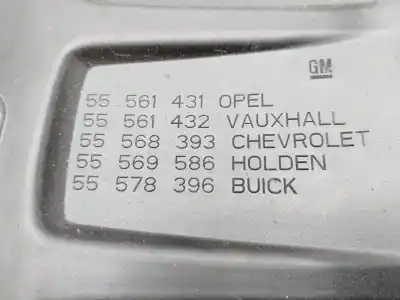 GM
55 561 431 OPEL
55 561 432 VAUXHALL
55 568 393 CHEVROLET
55 569 586 HOLDEN
55 578 396 BUICK